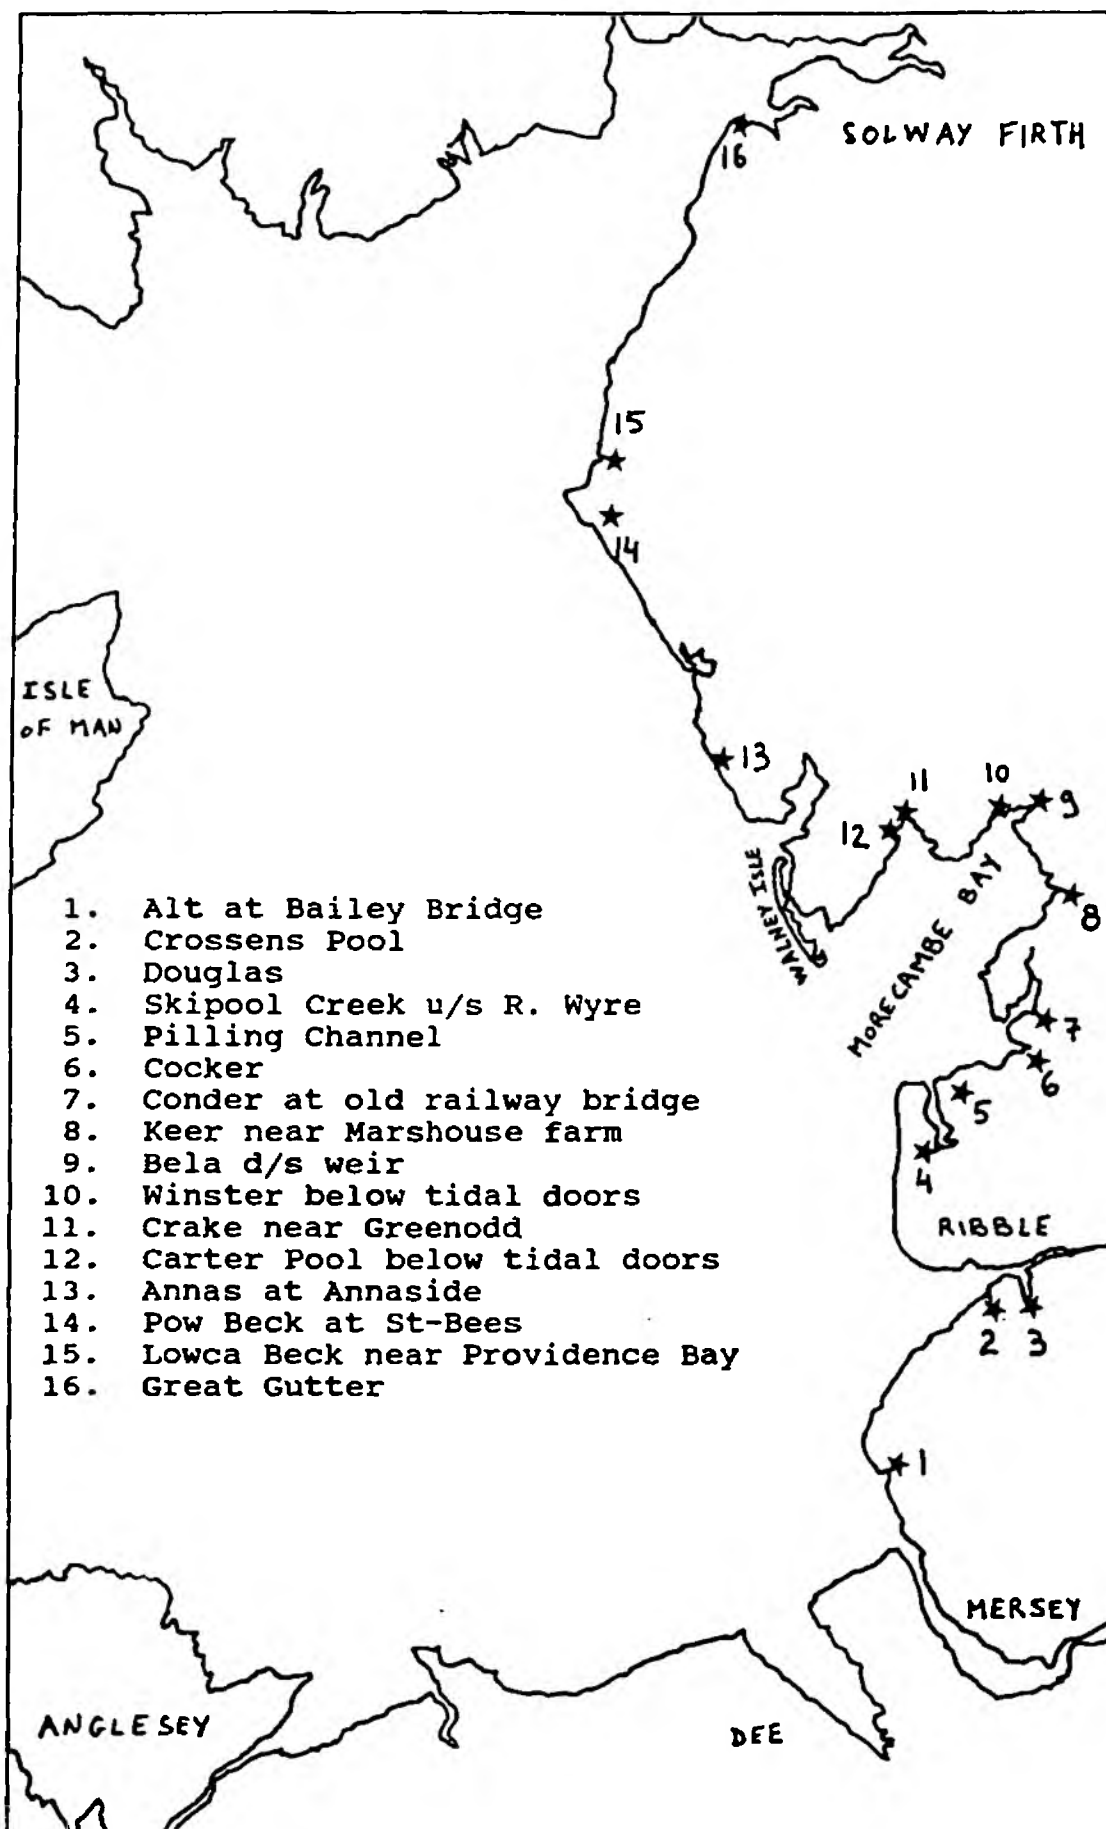 SOLWAY FIRTH
16
15
14
ISLE
OF MAN
13
11
10
9
12
WALNEY ISLE
MORECAMBE BAY
8
7
6
5
4
RIBBLE
2 3
1
1. Alt at Bailey Bridge
2. Crossens Pool
3. Douglas
4. Skipool Creek u/s R. Wyre
5. Pilling Channel
6. Cocker
7. Conder at old railway bridge
8. Keer near Marshouse farm
9. Bela d/s weir
10. Winster below tidal doors
11. Crake near Greenodd
12. Carter Pool below tidal doors
13. Annas at Annaside
14. Pow Beck at St-Bees
15. Lowca Beck near Providence Bay
16. Great Gutter
MERSEY
ANGLESEY
DEE